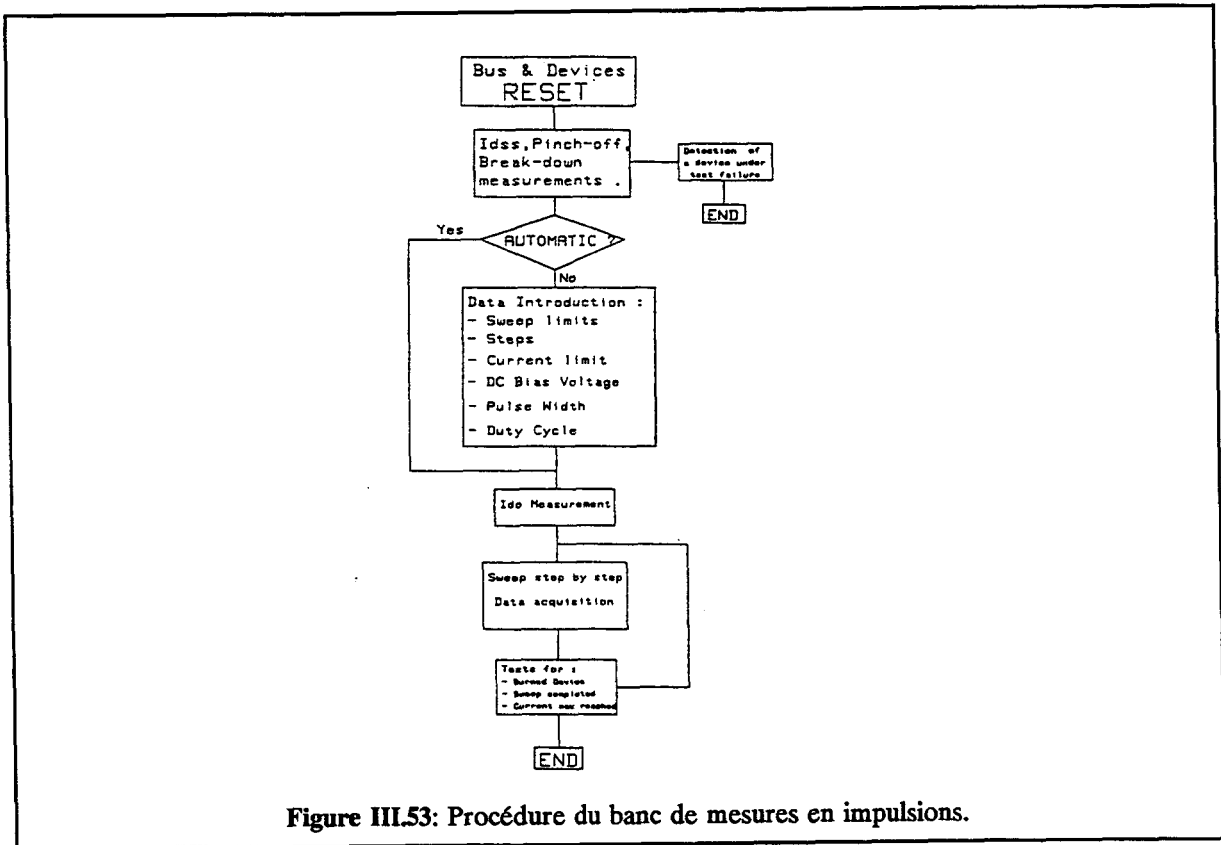 Bus & Devices
RESET
Idss,Pinch-off,
Break-down
measurements .
Detection of
a device under
test failure
END
Yes
AUTOMATIC ?
No
Data Introduction :
- Sweep limits
- Steps
- Current limit
- DC Bias Voltage
- Pulse Width
- Duty Cycle
Ido Measurement
Sweep step by step
Data acquisition
Tests for :
- Burned Device
- Sweep completed
- Current max reached
END
Figure III.53: Procédure du banc de mesures en impulsions.